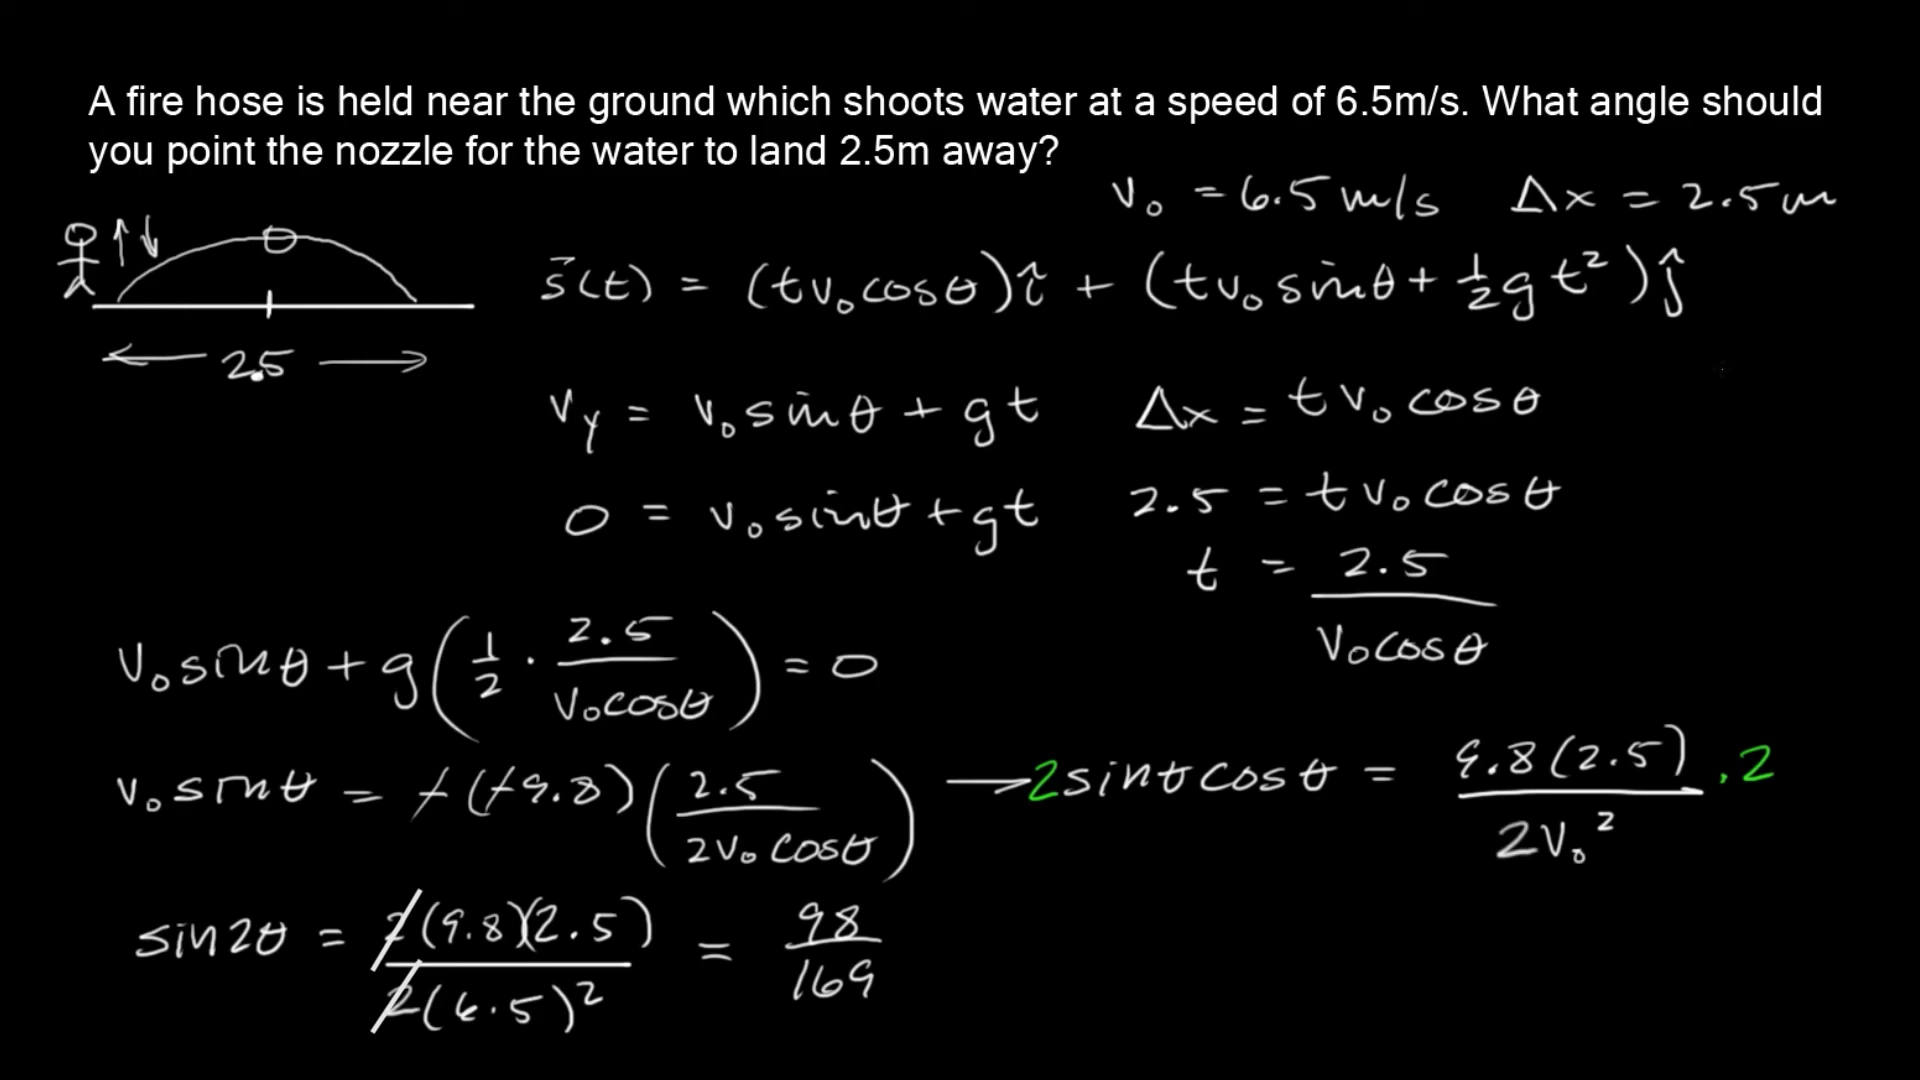 A fire hose is held near the ground which shoots water at a speed of 6.5m/s. What angle should
you point the nozzle for the water to land 2.5m away?
v₀ = 6.5 m/s Δx = 2.5m
s⃗(t) = (tv₀cosθ)î + (tv₀sinθ + ½gt²)ĵ
2.5
v_y = v₀sinθ + gt
Δx = tv₀cosθ
0 = v₀sinθ + gt
2.5 = tv₀cosθ
t = 2.5/(v₀cosθ)
v₀sinθ + g(1/2 · 2.5/(v₀cosθ)) = 0
v₀sinθ = -(-9.8)(2.5/(2v₀cosθ)) → 2sinθcosθ = 9.8(2.5)/(2v₀²) · 2
sin2θ = 2(9.8)(2.5)/(2(6.5)²) = 98/169